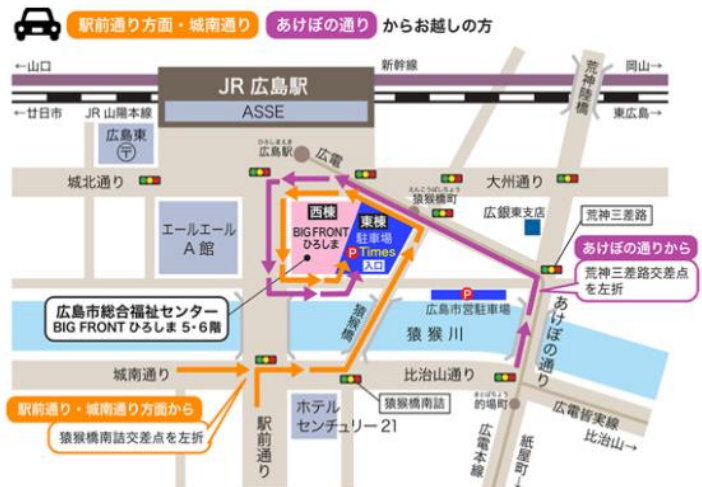 駅前通り方面・城南通り あけぼの通り からお越しの方
←山口
新幹線
岡山→
JR 広島駅
ASSE
←廿日市
JR 山陽本線
東広島→
荒神陸橋
広島東
〒
ひろしまえき
広島駅
広電
城北通り
えんこうばしちょう
猿猴橋町
大州通り
広銀東支店
荒神三差路
西棟
BIG FRONT
ひろしま
東棟
駐車場
P Times
入口
エールエール
A 館
あけぼの通りから
荒神三差路交差点
を左折
広島市総合福祉センター
BIG FRONT ひろしま 5・6 階
P
広島市営駐車場
猿猴橋
猿猴川
あけぼの通り
城南通り
比治山通り
猿猴橋南詰
まとばちょう
的場町
駅前通り・城南通り方面から
猿猴橋南詰交差点を左折
駅前通り
ホテル
センチュリー 21
広電皆実線
比治山→
広電本線
紙屋町→